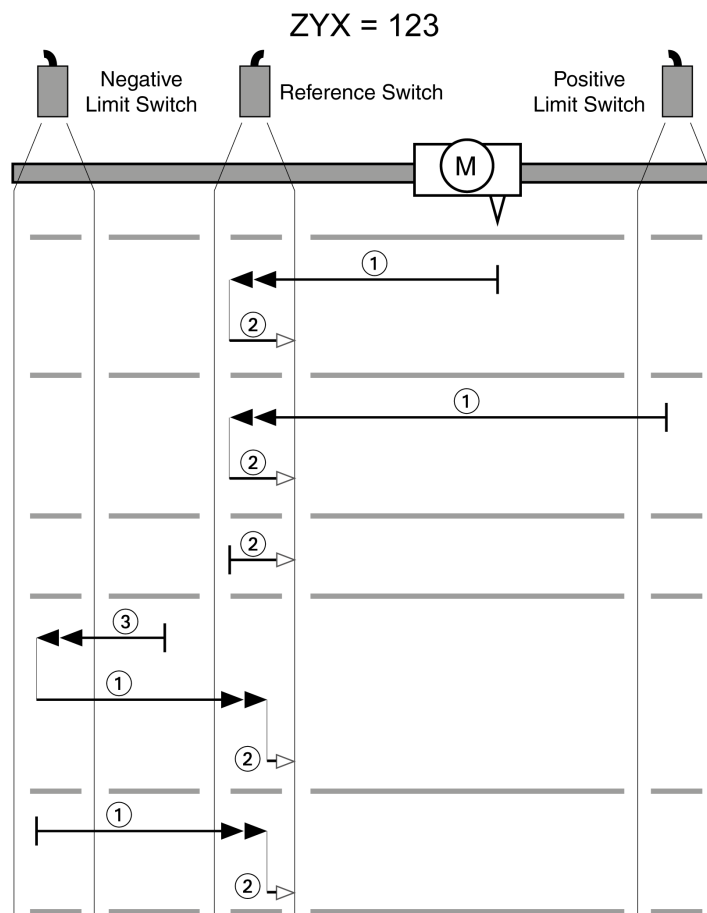 ZYX = 123
Negative
Limit Switch
Reference Switch
Positive
Limit Switch
M
1
2
1
2
2
3
1
2
1
2